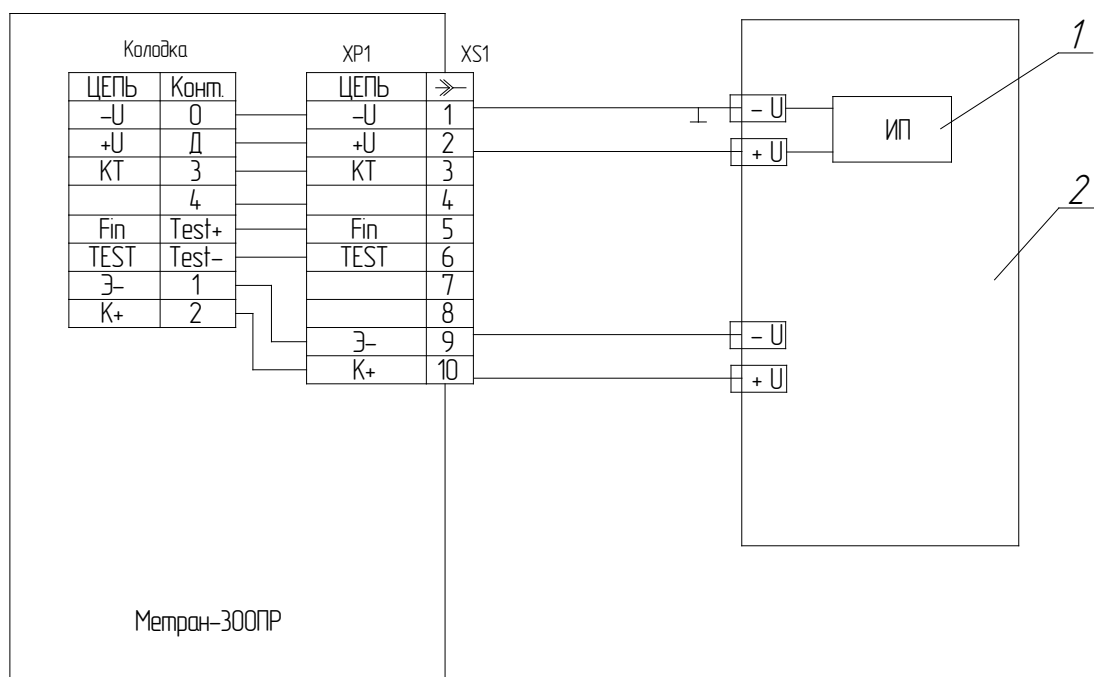 Колодка
XP1
XS1
1
ЦЕПЬ Конт.
ЦЕПЬ
–U 0
–U 1
– U
ИП
+U Д
+U 2
+ U
КТ 3
КТ 3
4
4
2
Fin Test+
Fin 5
TEST Test–
TEST 6
Э– 1
7
К+ 2
8
Э– 9
– U
К+ 10
+ U
Метран–300ПР